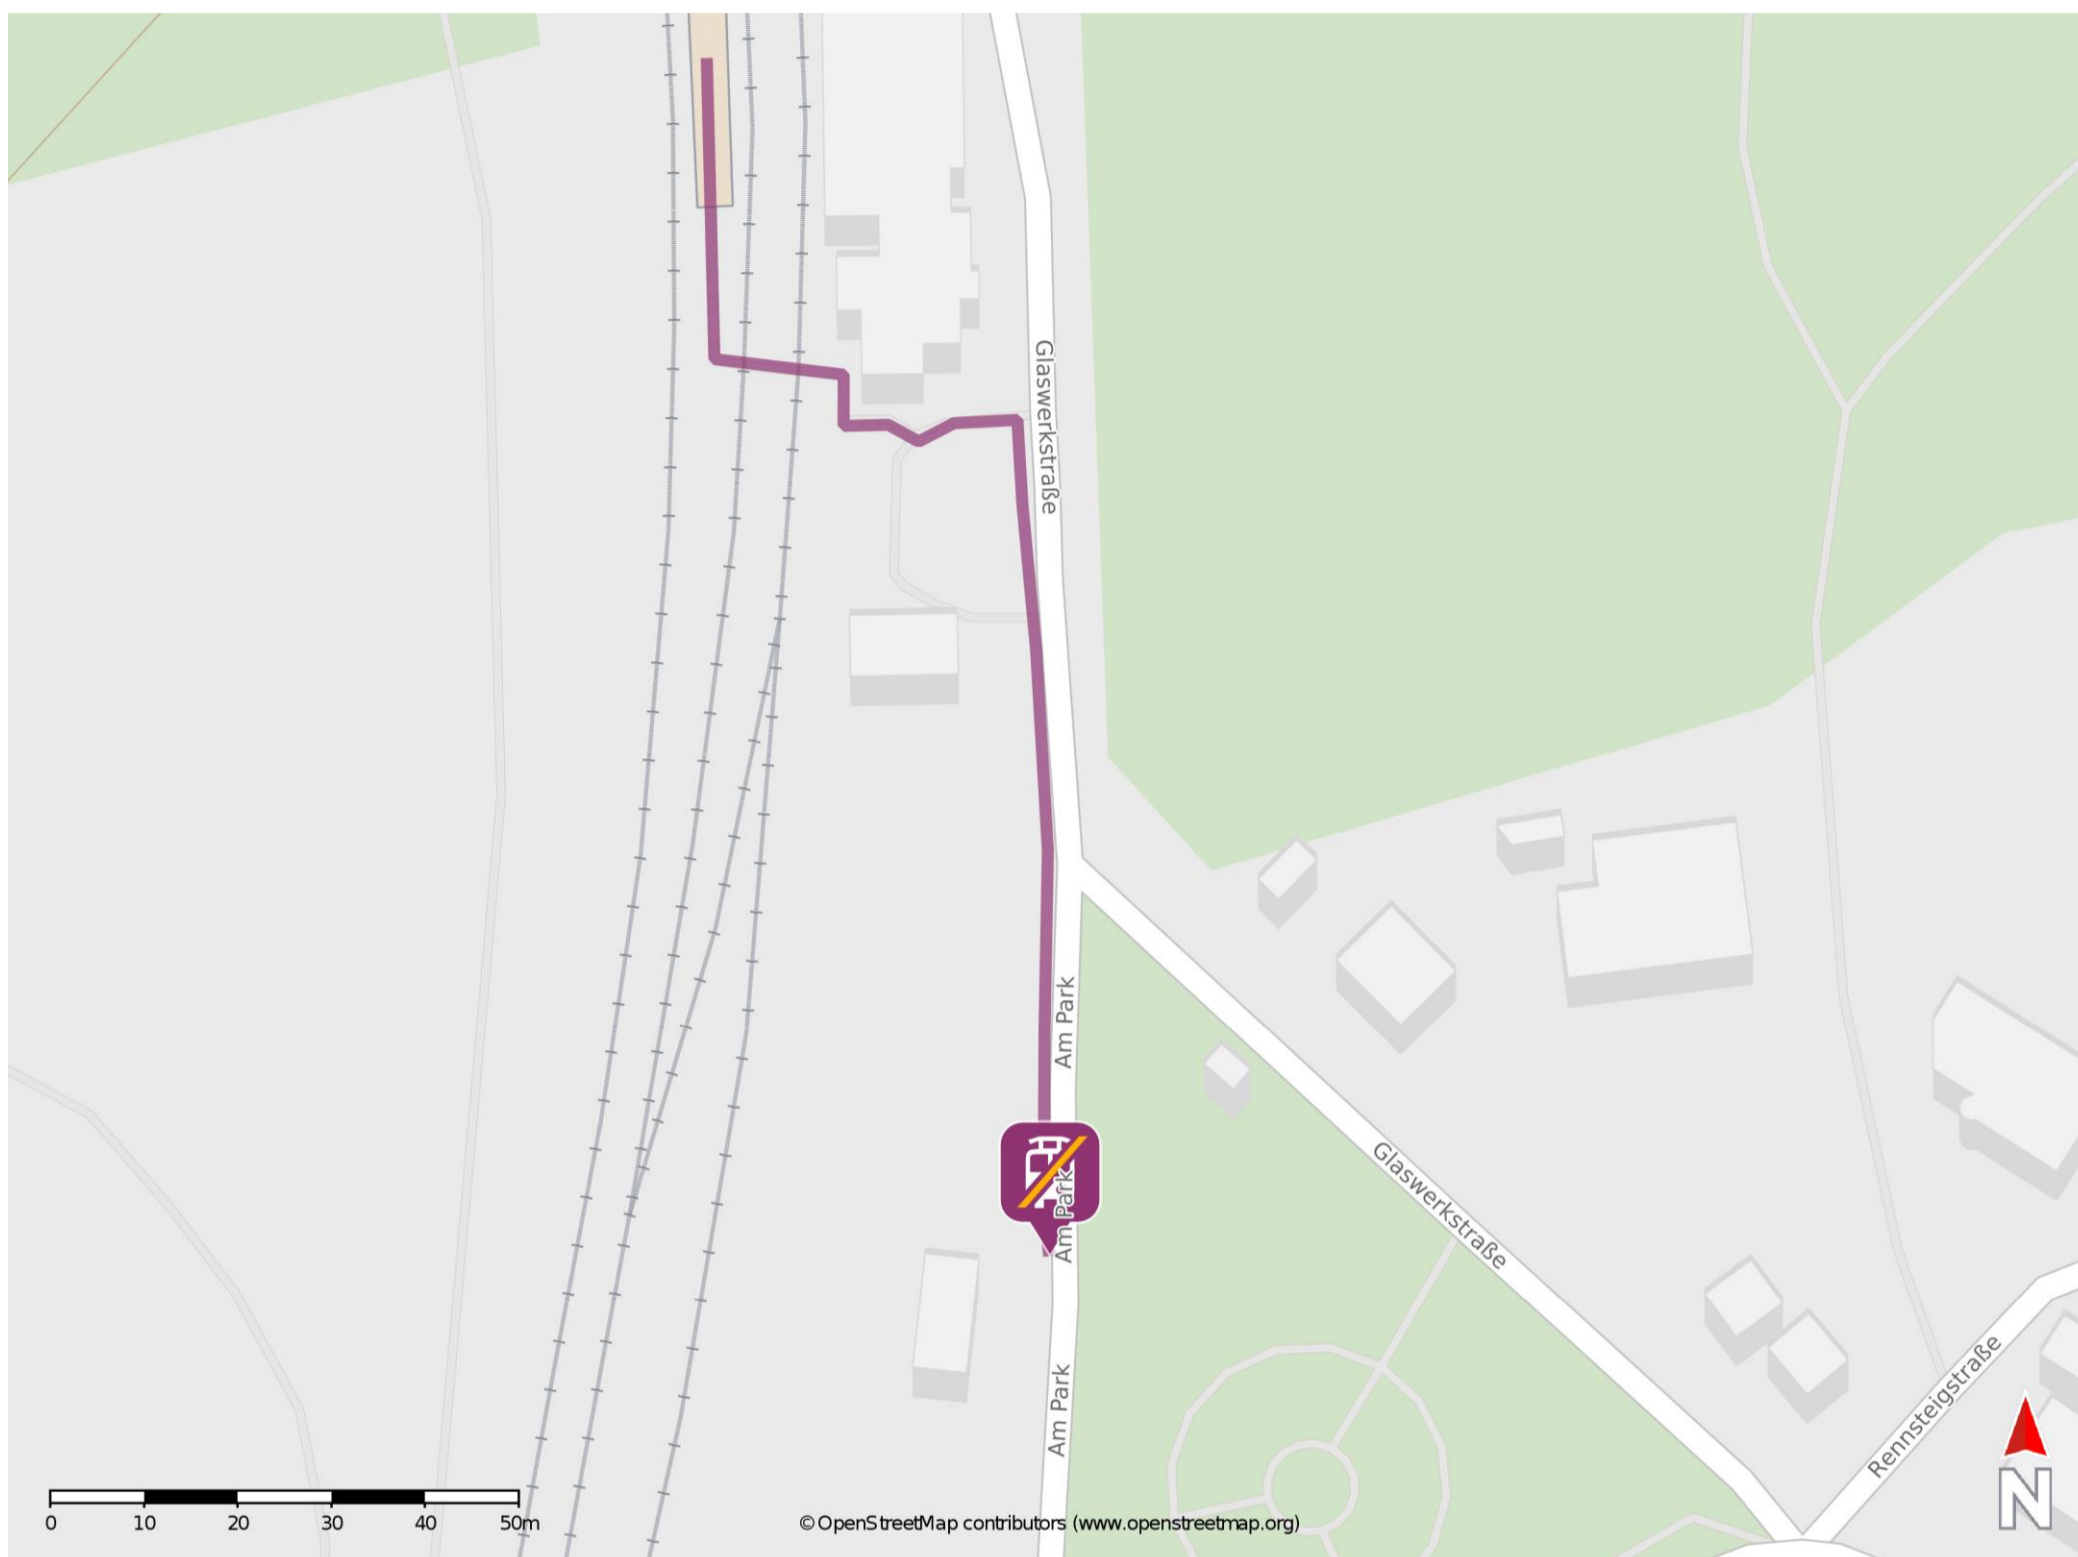 Glaswerkstraße
Am Park
Am Park
Glaswerkstraße
Rennsteigstraße
Am Park
N
0 10 20 30 40 50m
© OpenStreetMap contributors (www.openstreetmap.org)